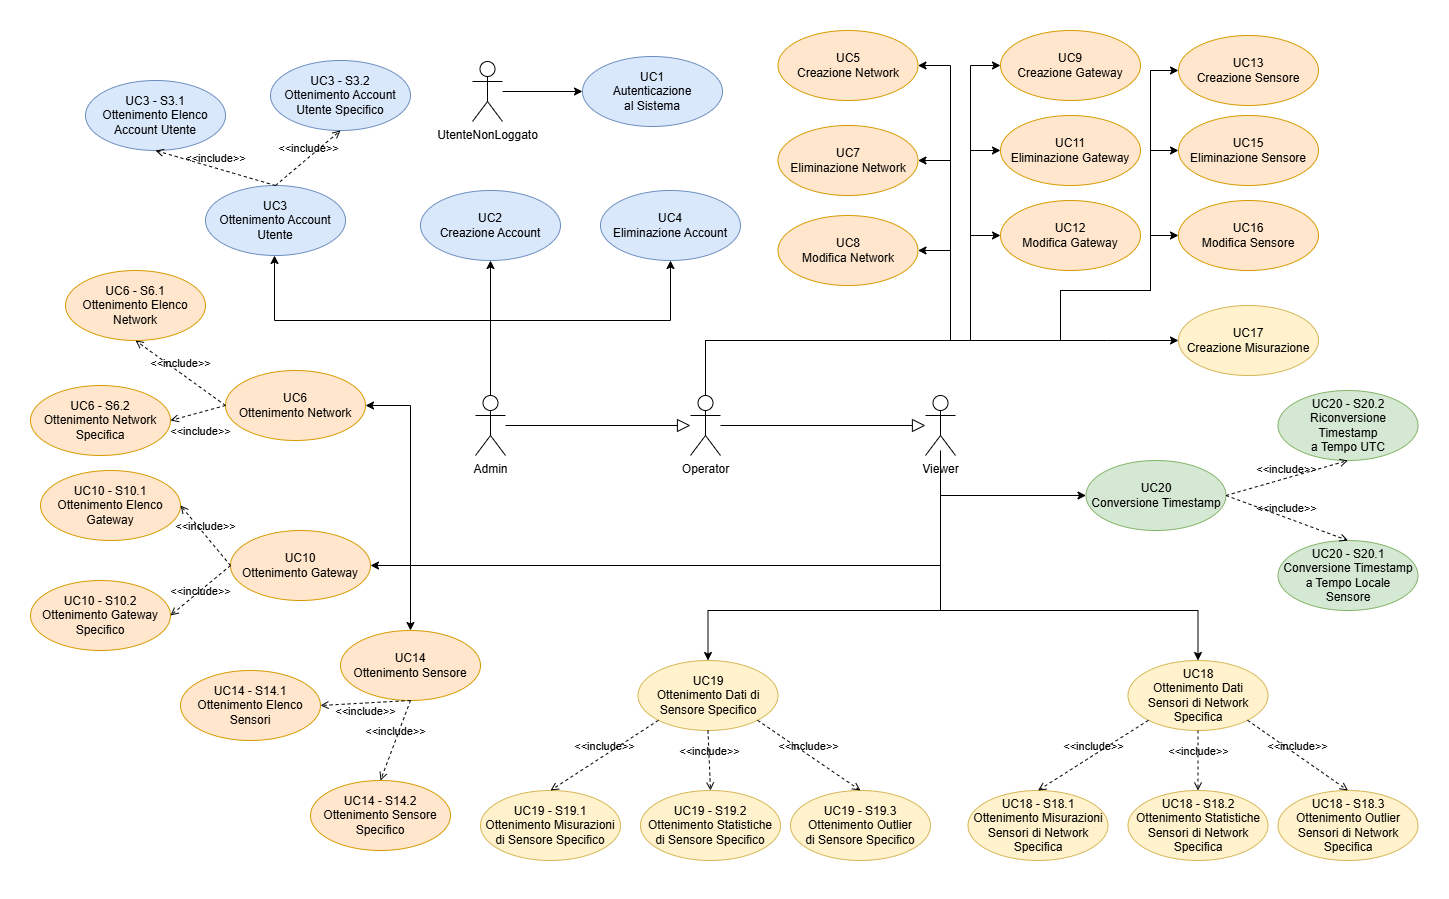 UC3 - S3.1
Ottenimento Elenco
Account Utente
UC3 - S3.2
Ottenimento Account
Utente Specifico
<<include>>
<<include>>
UC3
Ottenimento Account
Utente
UtenteNonLoggato
UC1
Autenticazione
al Sistema
UC2
Creazione Account
UC4
Eliminazione Account
UC5
Creazione Network
UC7
Eliminazione Network
UC8
Modifica Network
UC9
Creazione Gateway
UC11
Eliminazione Gateway
UC12
Modifica Gateway
UC13
Creazione Sensore
UC15
Eliminazione Sensore
UC16
Modifica Sensore
UC17
Creazione Misurazione
UC6 - S6.1
Ottenimento Elenco
Network
<<include>>
UC6
Ottenimento Network
UC6 - S6.2
Ottenimento Network
Specifica
<<include>>
Admin
Operator
Viewer
UC20 - S20.2
Riconversione
Timestamp
a Tempo UTC
<<include>>
UC20
Conversione Timestamp
<<include>>
UC20 - S20.1
Conversione Timestamp
a Tempo Locale
Sensore
UC10 - S10.1
Ottenimento Elenco
Gateway
<<include>>
UC10
Ottenimento Gateway
<<include>>
UC10 - S10.2
Ottenimento Gateway
Specifico
UC14
Ottenimento Sensore
UC14 - S14.1
Ottenimento Elenco
Sensori
<<include>>
<<include>>
UC14 - S14.2
Ottenimento Sensore
Specifico
UC19
Ottenimento Dati di
Sensore Specifico
<<include>>
<<include>>
<<include>>
UC19 - S19.1
Ottenimento Misurazioni
di Sensore Specifico
UC19 - S19.2
Ottenimento Statistiche
di Sensore Specifico
UC19 - S19.3
Ottenimento Outlier
di Sensore Specifico
UC18
Ottenimento Dati
Sensori di Network
Specifica
<<include>>
<<include>>
<<include>>
UC18 - S18.1
Ottenimento Misurazioni
Sensori di Network
Specifica
UC18 - S18.2
Ottenimento Statistiche
Sensori di Network
Specifica
UC18 - S18.3
Ottenimento Outlier
Sensori di Network
Specifica